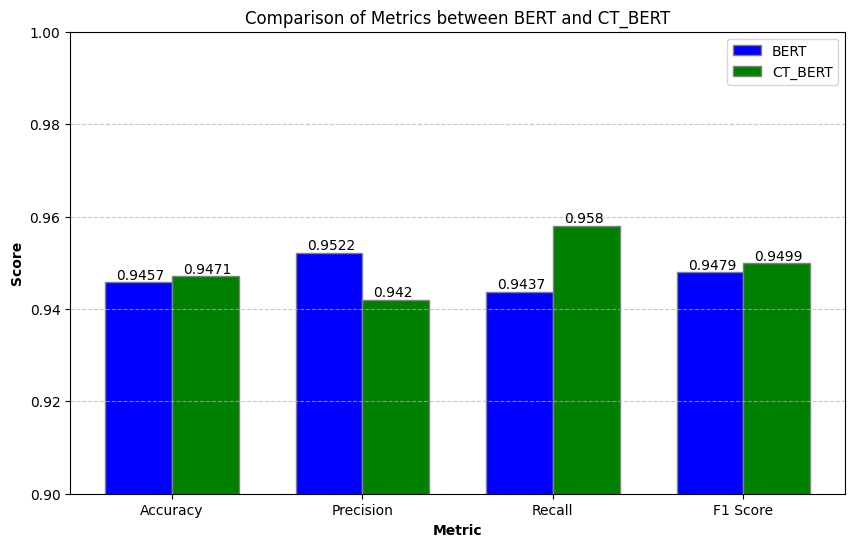 Comparison of Metrics between BERT and CT_BERT
BERT
CT_BERT
1.00
0.98
0.96
0.94
0.92
0.90
Score
0.9457
0.9471
0.9522
0.942
0.9437
0.958
0.9479
0.9499
Accuracy
Precision
Recall
F1 Score
Metric